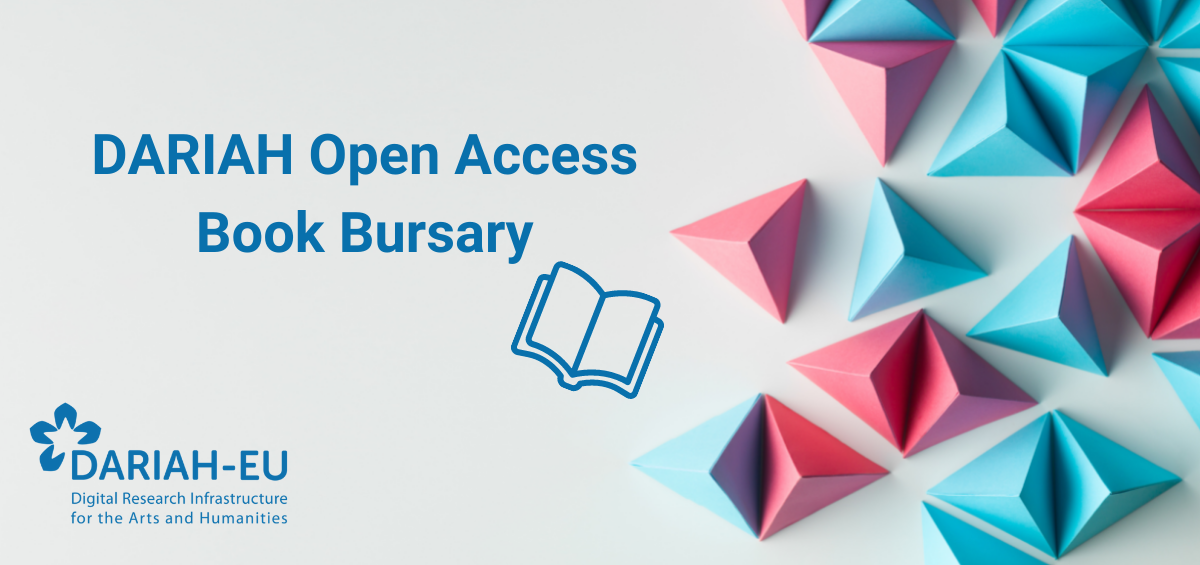 DARIAH Open Access
Book Bursary
DARIAH-EU
Digital Research Infrastructure
for the Arts and Humanities